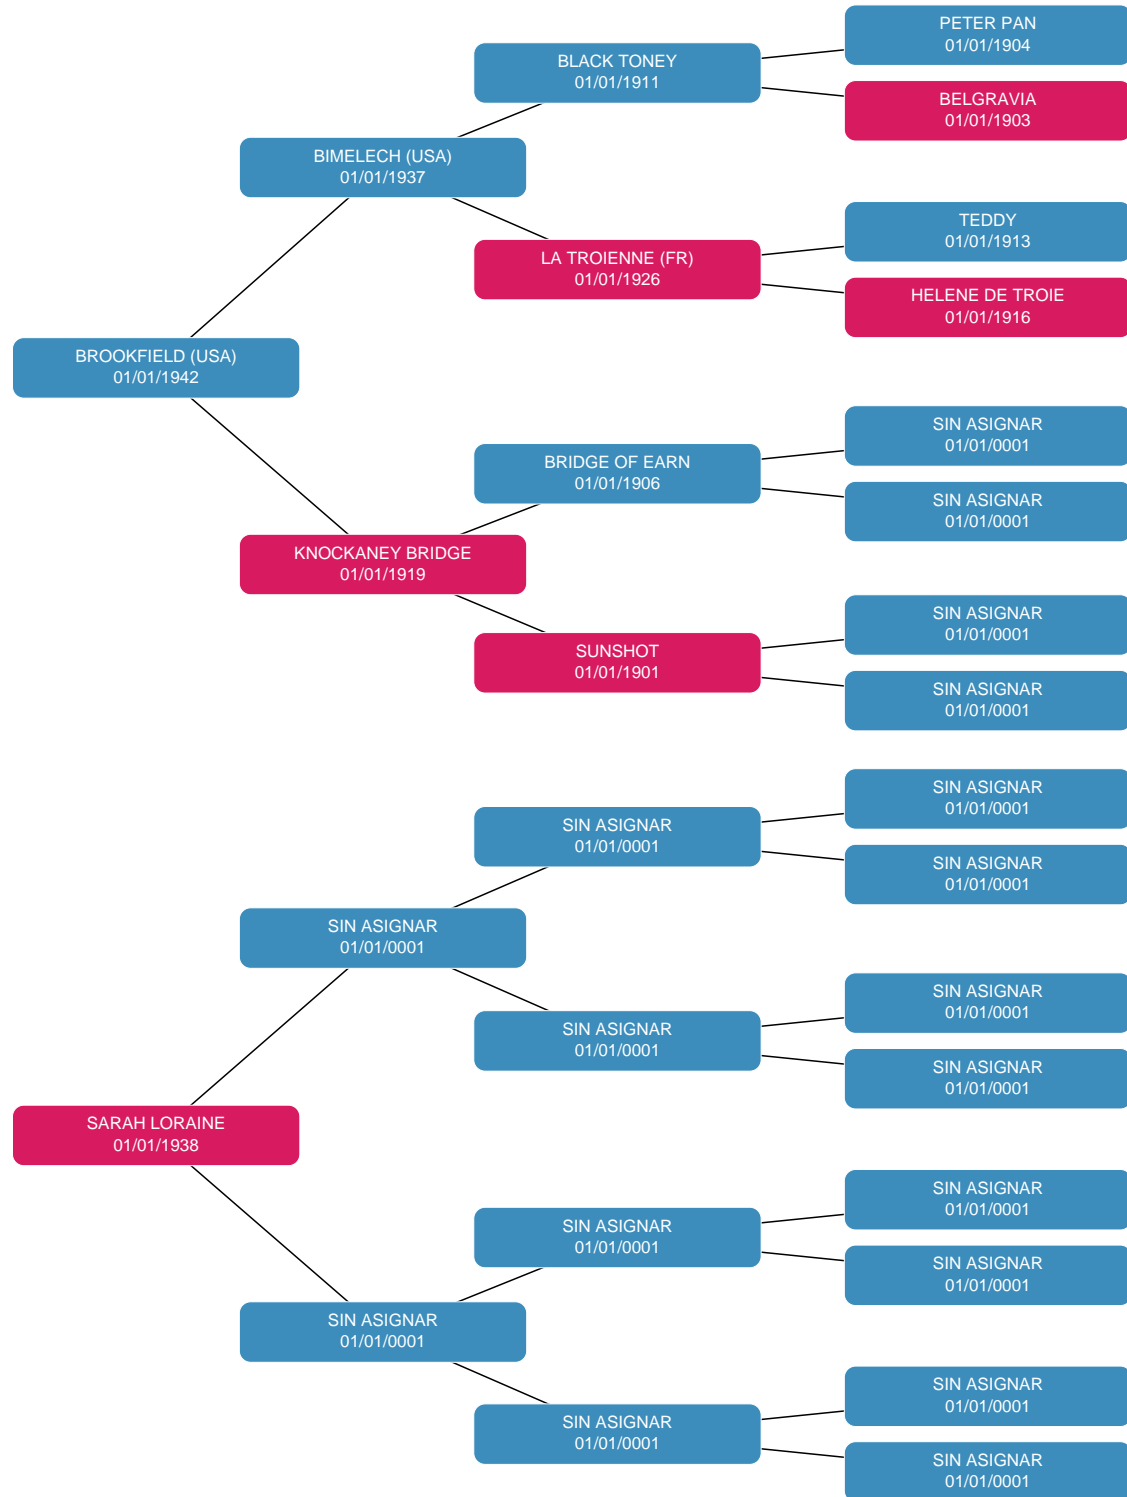 PETER PAN
01/01/1904
BLACK TONEY
01/01/1911
BELGRAVIA
01/01/1903
BIMELECH (USA)
01/01/1937
TEDDY
01/01/1913
LA TROIENNE (FR)
01/01/1926
HELENE DE TROIE
01/01/1916
BROOKFIELD (USA)
01/01/1942
SIN ASIGNAR
01/01/0001
BRIDGE OF EARN
01/01/1906
SIN ASIGNAR
01/01/0001
KNOCKANEY BRIDGE
01/01/1919
SIN ASIGNAR
01/01/0001
SUNSHOT
01/01/1901
SIN ASIGNAR
01/01/0001
SIN ASIGNAR
01/01/0001
SIN ASIGNAR
01/01/0001
SIN ASIGNAR
01/01/0001
SIN ASIGNAR
01/01/0001
SIN ASIGNAR
01/01/0001
SIN ASIGNAR
01/01/0001
SIN ASIGNAR
01/01/0001
SARAH LORAINE
01/01/1938
SIN ASIGNAR
01/01/0001
SIN ASIGNAR
01/01/0001
SIN ASIGNAR
01/01/0001
SIN ASIGNAR
01/01/0001
SIN ASIGNAR
01/01/0001
SIN ASIGNAR
01/01/0001
SIN ASIGNAR
01/01/0001